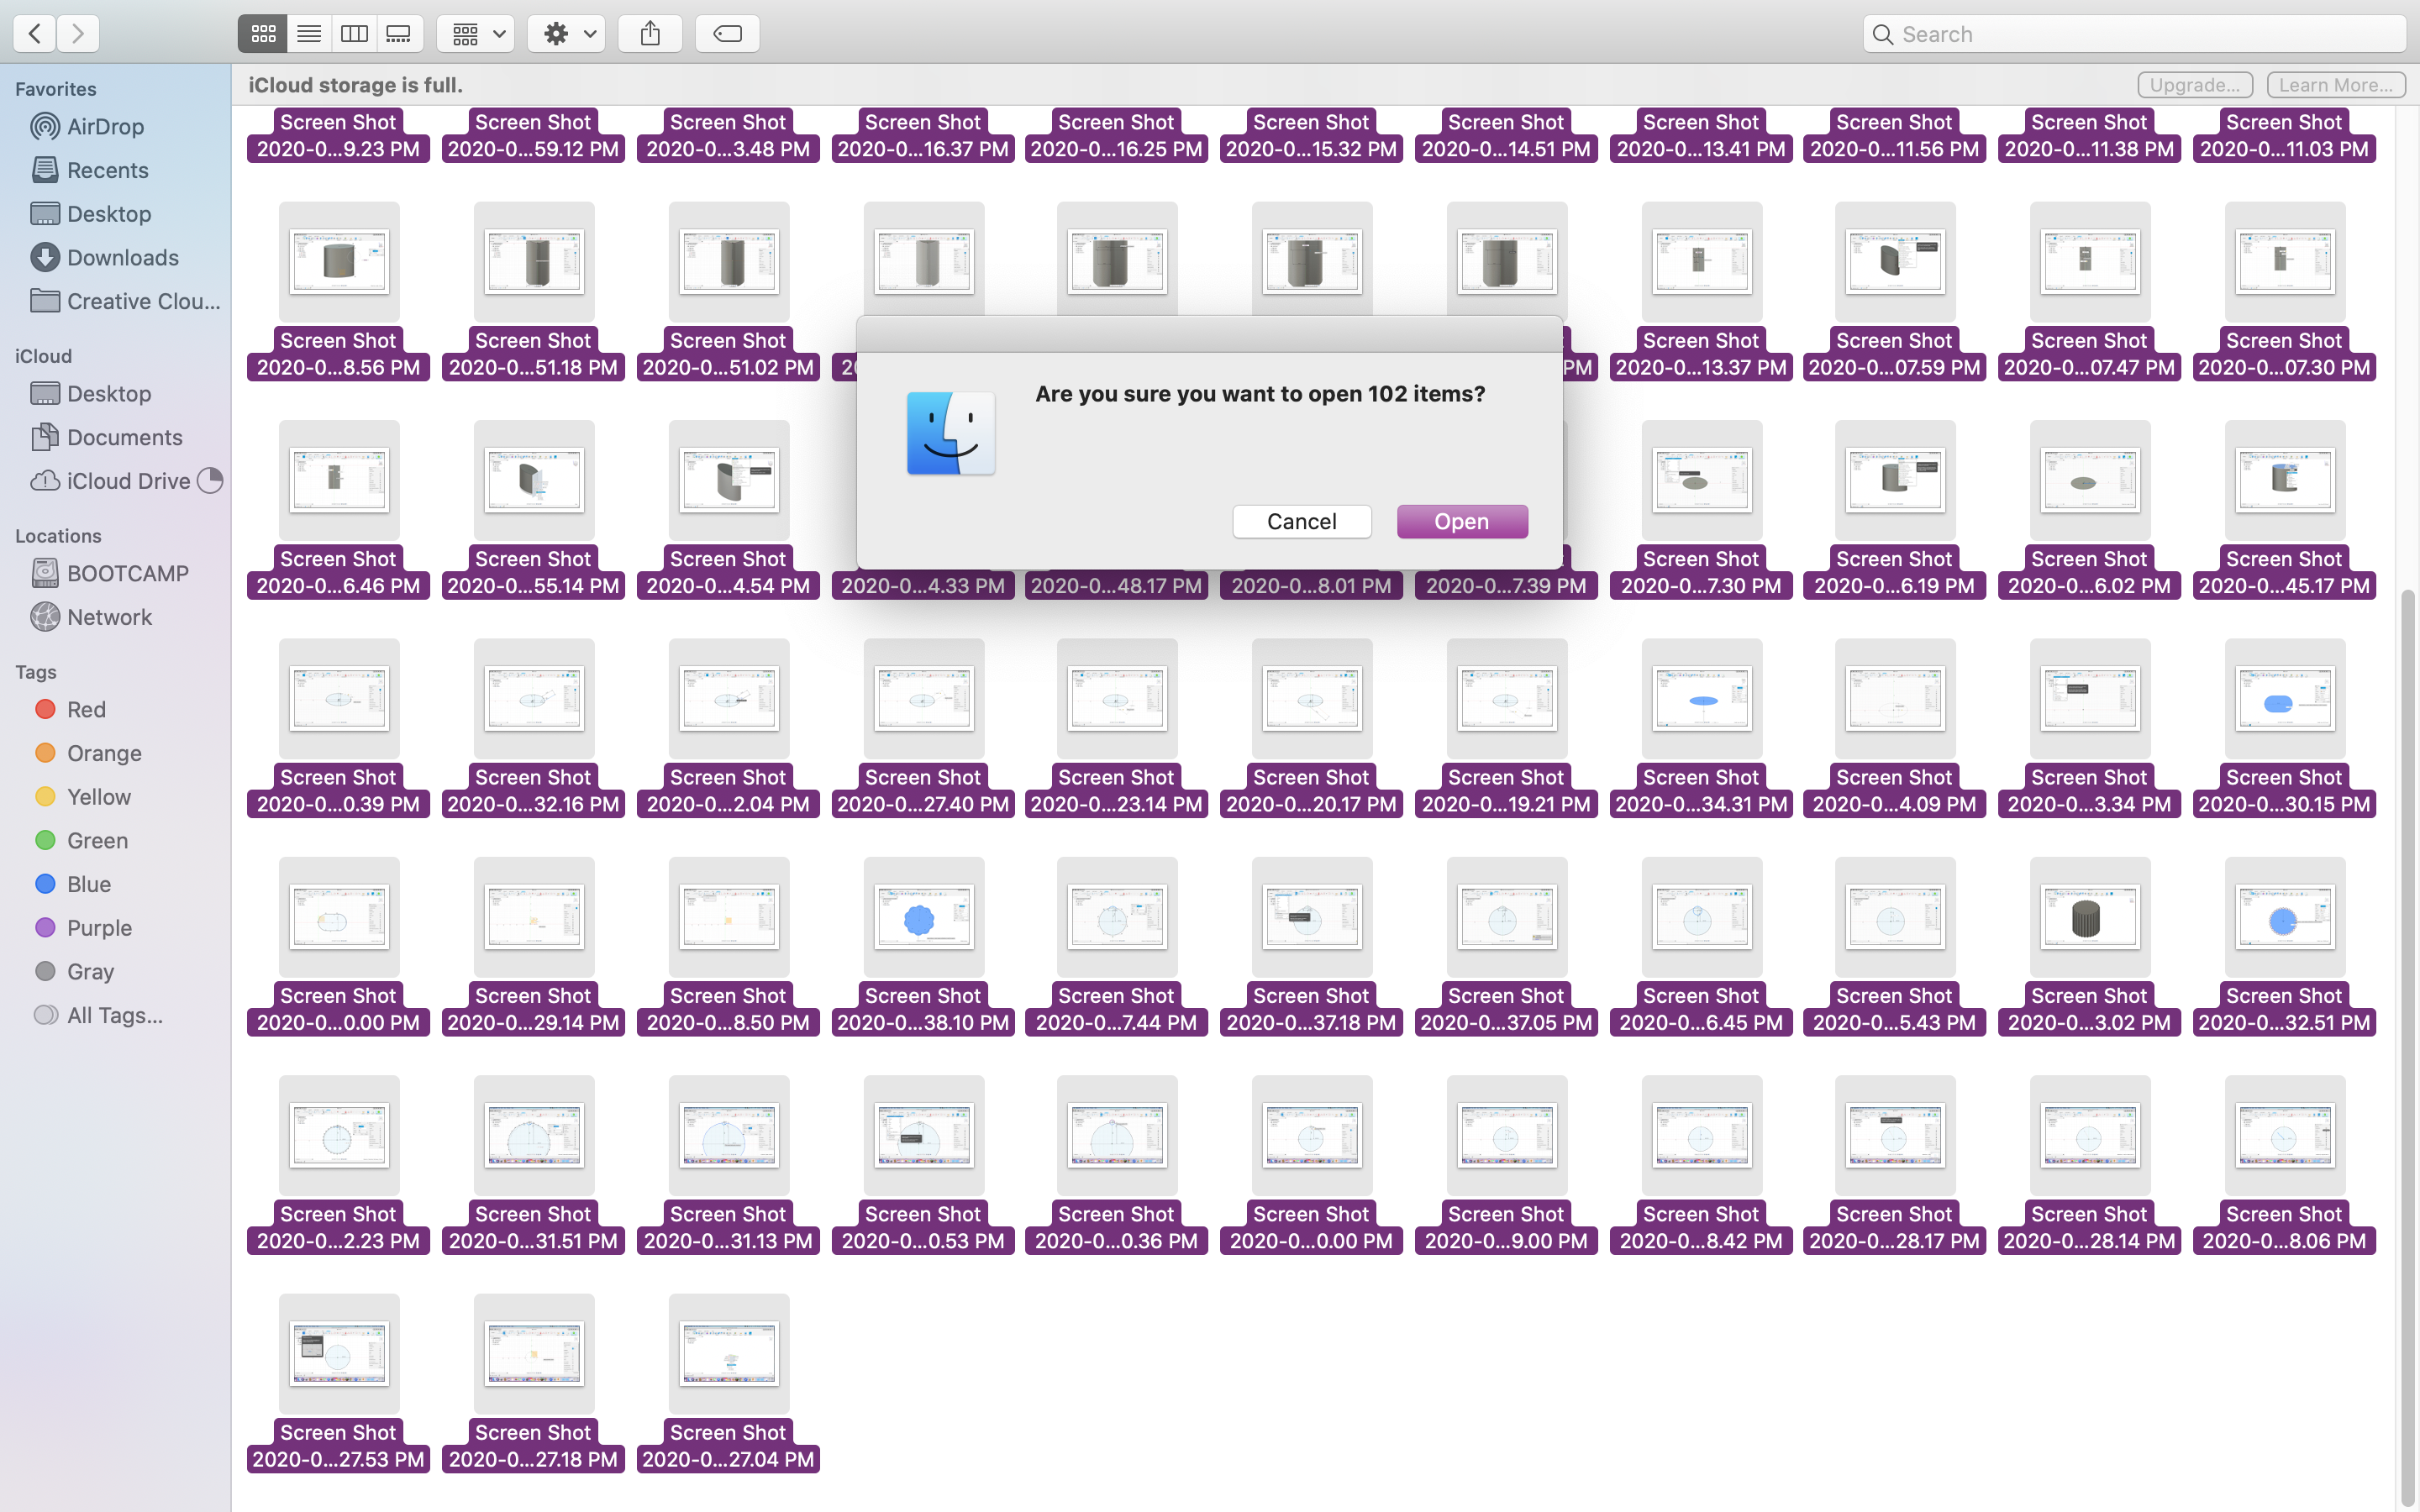 Search
Favorites
AirDrop
Recents
Desktop
Downloads
Creative Clou...
iCloud
Desktop
Documents
iCloud Drive
Locations
BOOTCAMP
Network
Tags
Red
Orange
Yellow
Green
Blue
Purple
Gray
All Tags...
iCloud storage is full.
Upgrade...
Learn More...
Screen Shot Screen Shot Screen Shot Screen Shot Screen Shot Screen Shot Screen Shot Screen Shot Screen Shot Screen Shot Screen Shot
2020-0...9.23 PM 2020-0...59.12 PM 2020-0...3.48 PM 2020-0...16.37 PM 2020-0...16.25 PM 2020-0...15.32 PM 2020-0...14.51 PM 2020-0...13.41 PM 2020-0...11.56 PM 2020-0...11.38 PM 2020-0...11.03 PM
Screen Shot Screen Shot Screen Shot Screen Shot Screen Shot Screen Shot Screen Shot
2020-0...8.56 PM 2020-0...51.18 PM 2020-0...51.02 PM PM 2020-0...13.37 PM 2020-0...07.59 PM 2020-0...07.47 PM 2020-0...07.30 PM
Are you sure you want to open 102 items?
Cancel
Open
Screen Shot Screen Shot Screen Shot Screen Shot Screen Shot Screen Shot Screen Shot
2020-0...6.46 PM 2020-0...55.14 PM 2020-0...4.54 PM 2020-0...4.33 PM 2020-0...48.17 PM 2020-0...8.01 PM 2020-0...7.39 PM 2020-0...7.30 PM 2020-0...6.19 PM 2020-0...6.02 PM 2020-0...45.17 PM
Screen Shot Screen Shot Screen Shot Screen Shot Screen Shot Screen Shot Screen Shot Screen Shot Screen Shot Screen Shot Screen Shot
2020-0...0.39 PM 2020-0...32.16 PM 2020-0...2.04 PM 2020-0...27.40 PM 2020-0...23.14 PM 2020-0...20.17 PM 2020-0...19.21 PM 2020-0...34.31 PM 2020-0...4.09 PM 2020-0...3.34 PM 2020-0...30.15 PM
Screen Shot Screen Shot Screen Shot Screen Shot Screen Shot Screen Shot Screen Shot Screen Shot Screen Shot Screen Shot Screen Shot
2020-0...0.00 PM 2020-0...29.14 PM 2020-0...8.50 PM 2020-0...38.10 PM 2020-0...7.44 PM 2020-0...37.18 PM 2020-0...37.05 PM 2020-0...6.45 PM 2020-0...5.43 PM 2020-0...3.02 PM 2020-0...32.51 PM
Screen Shot Screen Shot Screen Shot Screen Shot Screen Shot Screen Shot Screen Shot Screen Shot Screen Shot Screen Shot Screen Shot
2020-0...2.23 PM 2020-0...31.51 PM 2020-0...31.13 PM 2020-0...0.53 PM 2020-0...0.36 PM 2020-0...0.00 PM 2020-0...9.00 PM 2020-0...8.42 PM 2020-0...28.17 PM 2020-0...28.14 PM 2020-0...8.06 PM
Screen Shot Screen Shot Screen Shot
2020-0...27.53 PM 2020-0...27.18 PM 2020-0...27.04 PM